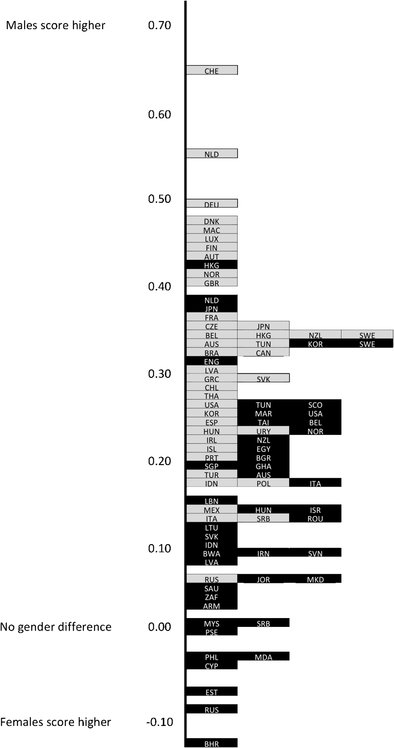 Males score higher 0.70
CHE
0.60
NLD
0.50 DEU
DNK
MAC
LUX
FIN
AUT
HKG
NOR
0.40 GBR
NLD
JPN
FRA
CZE JPN
BEL HKG NZL SWE
AUS TUN KOR SWE
BRA CAN
ENG
0.30 LVA
GRC SVK
CHL
THA
USA TUN SCO
KOR MAR USA
ESP TAI BEL
HUN URY NOR
IRL NZL
ISL EGY
0.20 PRT BGR
SGP GHA
TUR AUS
IDN POL ITA
LBN
MEX HUN ISR
ITA SRB ROU
LTU
SVK
0.10 IDN
BWA IRN SVN
LVA
RUS JOR MKD
SAU
ZAF
ARM
No gender difference 0.00 MYS SRB
PSE
PHL MDA
CYP
EST
RUS
Females score higher -0.10
BHR